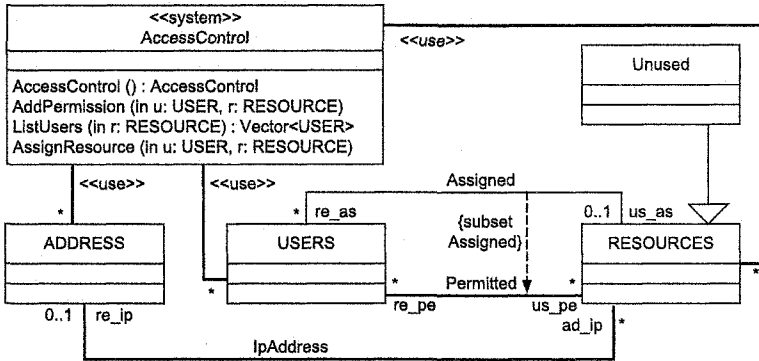 <<system>>
AccessControl
AccessControl () : AccessControl
AddPermission (in u: USER, r: RESOURCE)
ListUsers (in r: RESOURCE) : Vector<USER>
AssignResource (in u: USER, r: RESOURCE)
<<use>>
Unused
<<use>>
<<use>>
Assigned
*
* re_as
{subset
Assigned}
0..1 us_as
ADDRESS
USERS
RESOURCES
*
*
Permitted
*
*
re_pe
us_pe
0..1 re_ip
ad_ip *
IpAddress